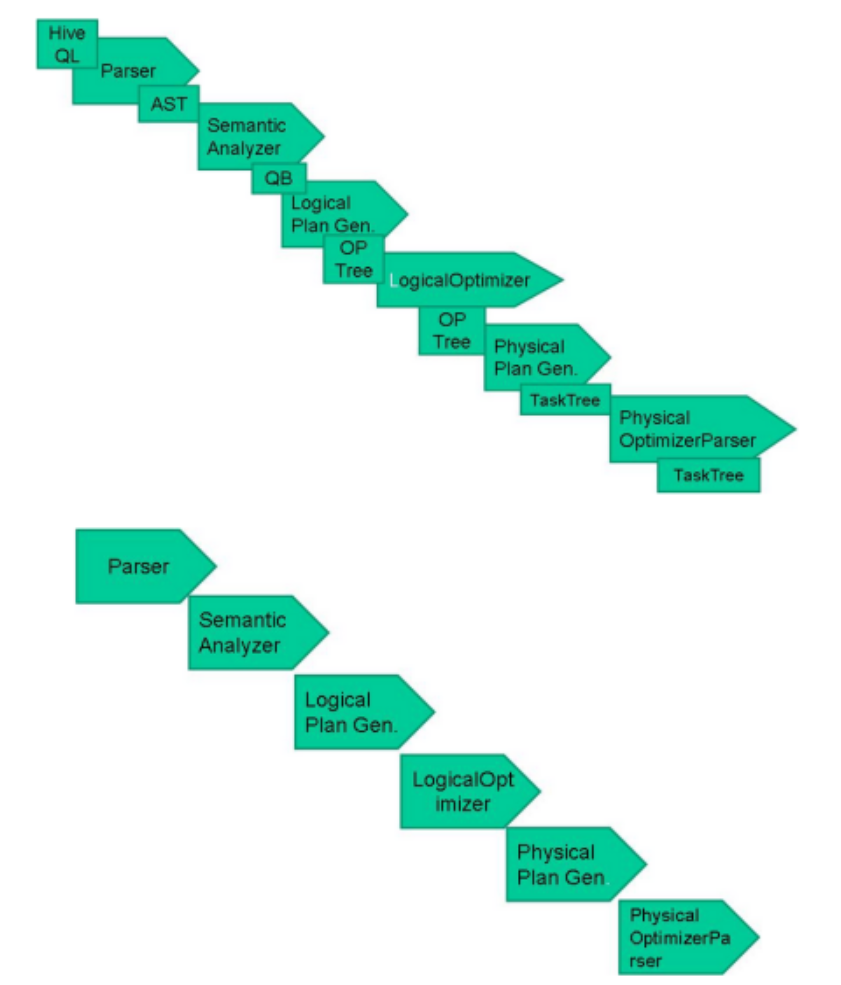 Hive
QL
Parser
AST
Semantic
Analyzer
QB
Logical
Plan Gen.
OP
Tree
LogicalOptimizer
OP
Tree
Physical
Plan Gen.
TaskTree
Physical
OptimizerParser
TaskTree
Parser
Semantic
Analyzer
Logical
Plan Gen.
LogicalOpt
imizer
Physical
Plan Gen.
Physical
OptimizerPa
rser